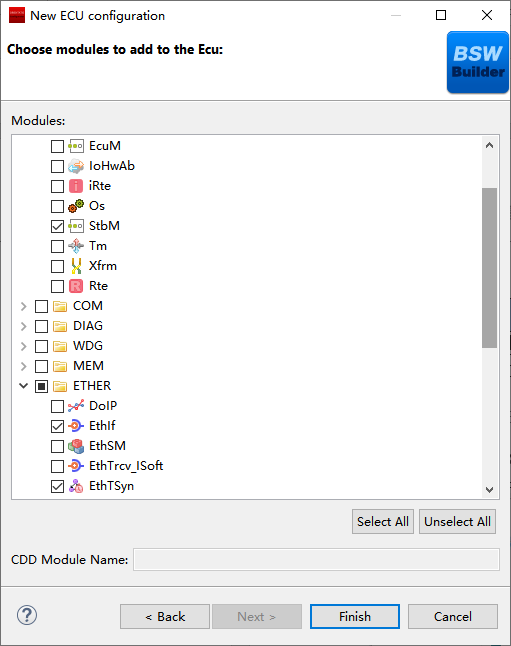 New ECU configuration
Choose modules to add to the Ecu:
BSW
Builder
Modules:
EcuM
IoHwAb
iRte
Os
StbM
Tm
Xfrm
Rte
COM
DIAG
WDG
MEM
ETHER
DoIP
EthIf
EthSM
EthTrcv_ISoft
EthTSyn
Select All Unselect All
CDD Module Name:
< Back Next > Finish Cancel